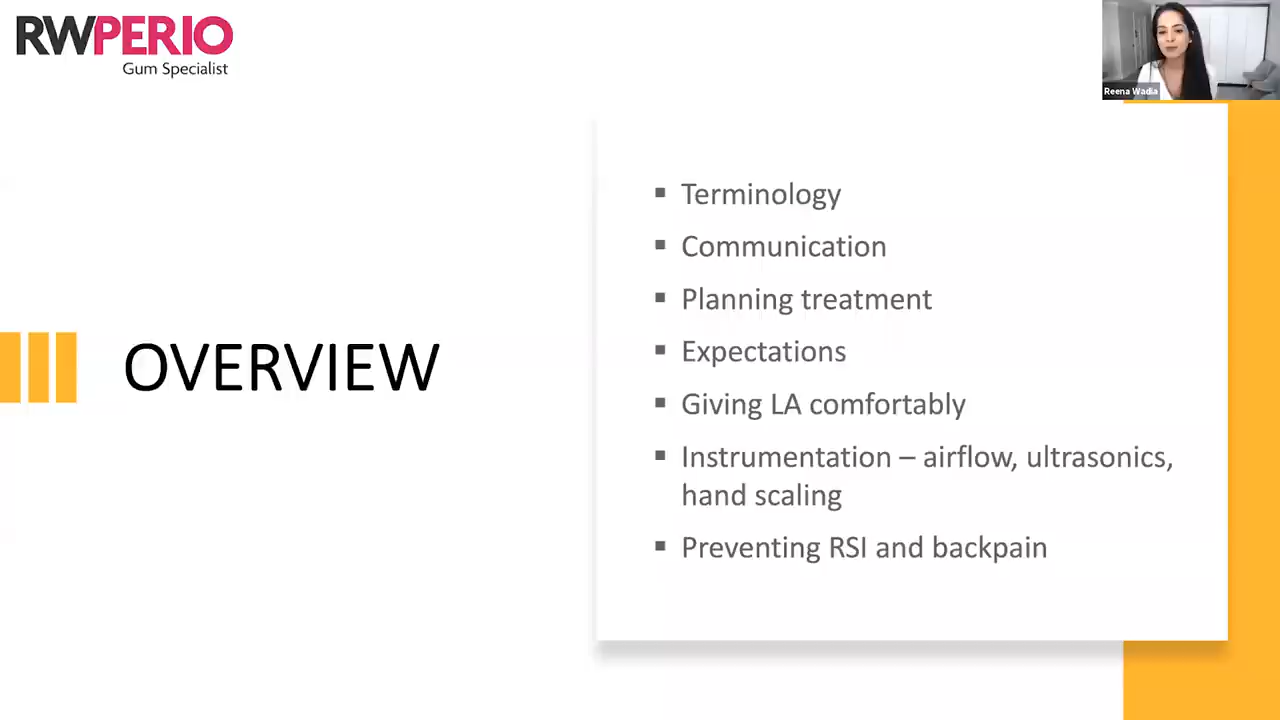 RWPERIO
Gum Specialist
Reena Wadia
OVERVIEW
▪ Terminology
▪ Communication
▪ Planning treatment
▪ Expectations
▪ Giving LA comfortably
▪ Instrumentation – airflow, ultrasonics,
hand scaling
▪ Preventing RSI and backpain